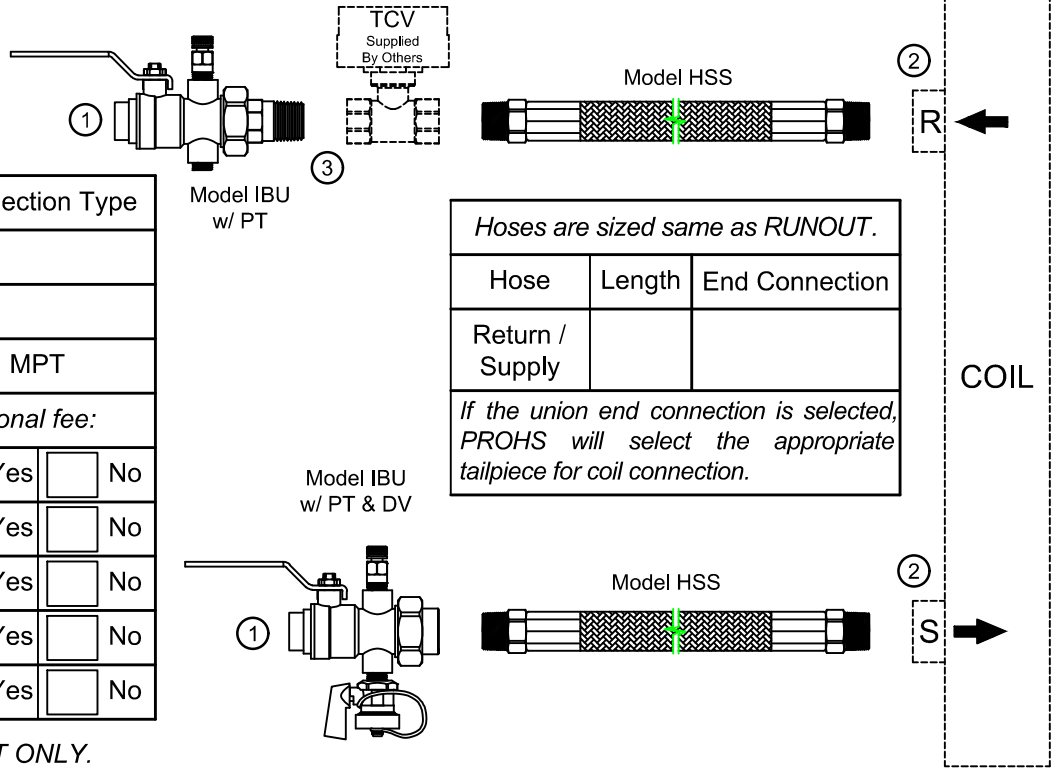 TCV
Supplied
By Others
Model HSS
2
1
R
3
Model IBU
w/ PT
ection Type
MPT
onal fee:
Yes No
Yes No
Yes No
Yes No
Yes No
T ONLY.
Hoses are sized same as RUNOUT.
Hose Length End Connection
Return /
Supply
If the union end connection is selected,
PROHS will select the appropriate
tailpiece for coil connection.
COIL
Model IBU
w/ PT & DV
1
Model HSS
2
S